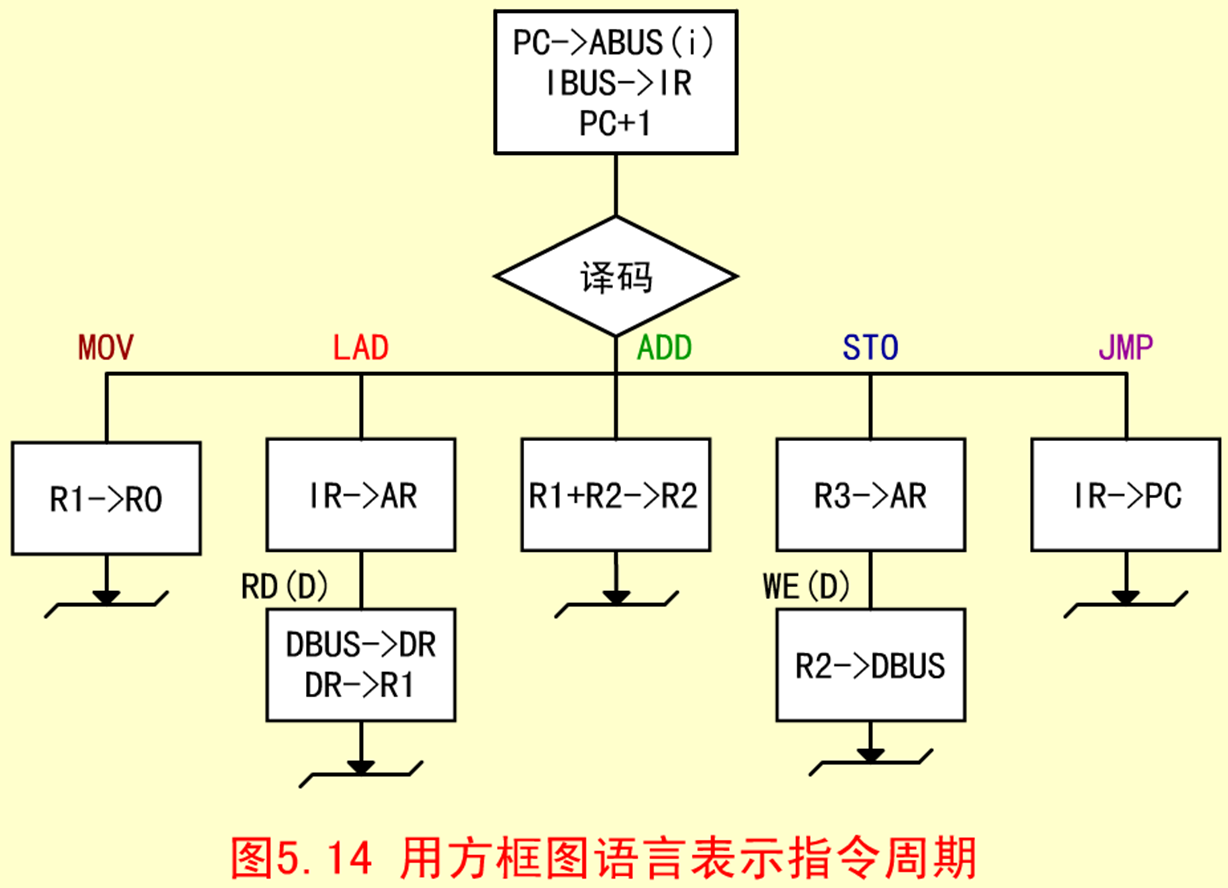 PC->ABUS(i)
IBUS->IR
PC+1
译码
MOV
LAD
ADD
STO
JMP
R1->R0
IR->AR
R1+R2->R2
R3->AR
IR->PC
RD(D)
WE(D)
DBUS->DR
DR->R1
R2->DBUS
图5.14 用方框图语言表示指令周期